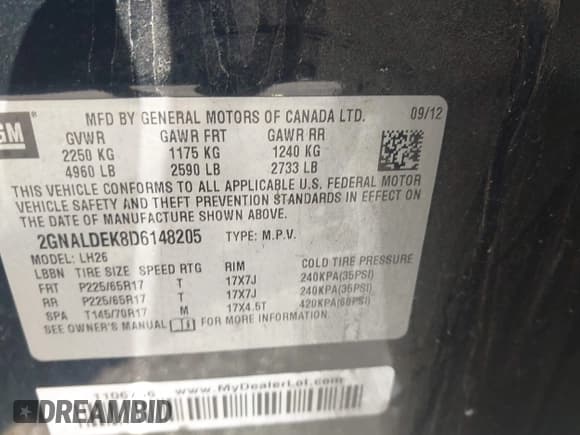 GM ®
MFD BY GENERAL MOTORS OF CANADA LTD. 09/12
GVWR GAWR FRT GAWR RR
2250 KG 1175 KG 1240 KG
4960 LB 2590 LB 2733 LB
THIS VEHICLE CONFORMS TO ALL APPLICABLE U.S. FEDERAL MOTOR
VEHICLE SAFETY AND THEFT PREVENTION STANDARDS IN EFFECT ON
THE DATE OF MANUFACTURE SHOWN ABOVE.
2GNALDEK8D6148205 TYPE: M.P.V.
MODEL: LH26
LBBN TIRE SIZE SPEED RTG RIM COLD TIRE PRESSURE
FRT P225/65R17 T 17X7J 240KPA(35PSI)
RR P225/65R17 T 17X7J 240KPA(35PSI)
SPA T145/70R17 M 17X4.5T 420KPA(60PSI)
SEE OWNER'S MANUAL FOR MORE INFORMATION.
www.MyDealerLot.com
DREAMBID